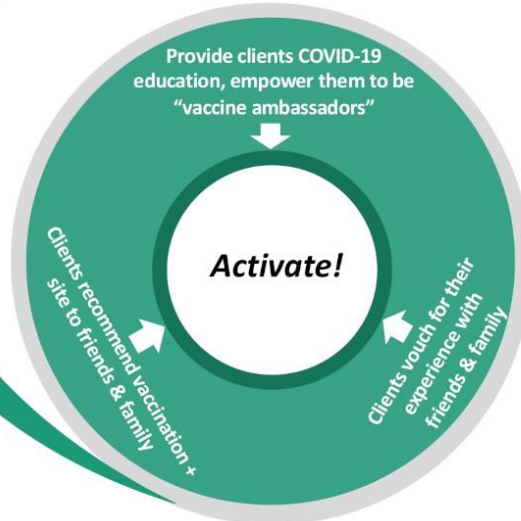 Provide clients COVID-19
education, empower them to be
“vaccine ambassadors”
Activate!
Clients recommend vaccination +
site to friends & family
Clients vouch for their
experience with
friends & family